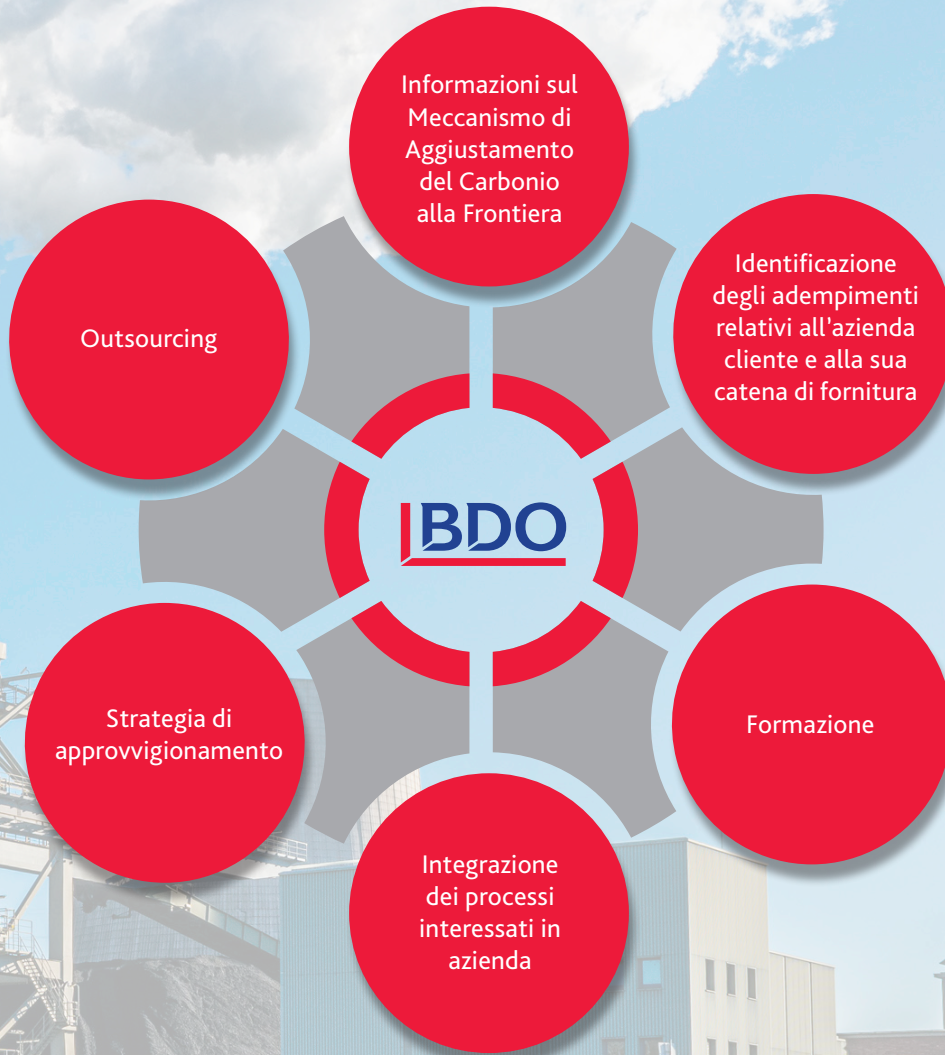 Informazioni sul
Meccanismo di
Aggiustamento
del Carbonio
alla Frontiera
Identificazione
degli adempimenti
relativi all'azienda
cliente e alla sua
catena di fornitura
Formazione
Integrazione
dei processi
interessati in
azienda
Strategia di
approvvigionamento
Outsourcing
BDO